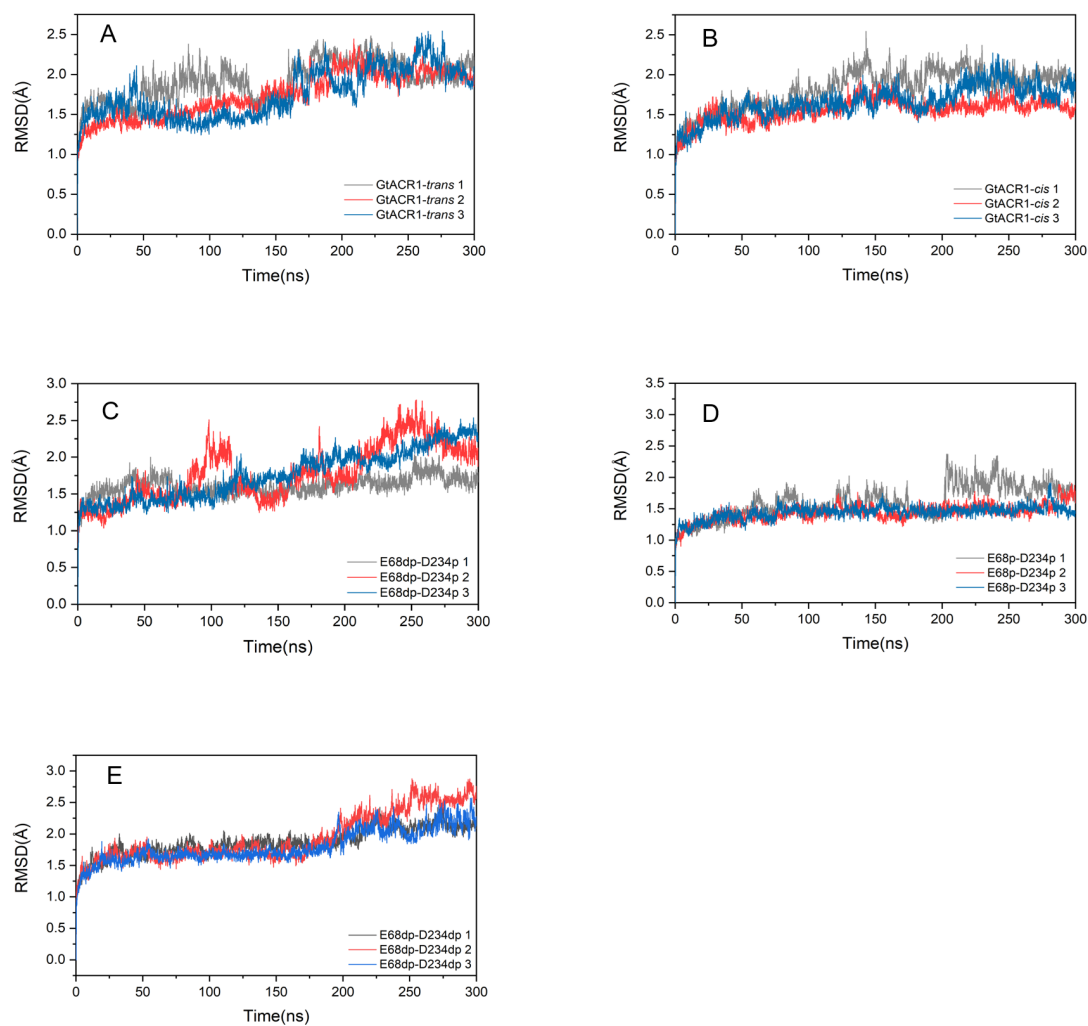 A
RMSD(Å)
2.5
2.0
1.5
1.0
0.5
0.0
GtACR1-trans 1
GtACR1-trans 2
GtACR1-trans 3
0 50 100 150 200 250 300
Time(ns)
B
RMSD(Å)
2.5
2.0
1.5
1.0
0.5
0.0
GtACR1-cis 1
GtACR1-cis 2
GtACR1-cis 3
0 50 100 150 200 250 300
Time(ns)
C
RMSD(Å)
3.0
2.5
2.0
1.5
1.0
0.5
0.0
E68dp-D234p 1
E68dp-D234p 2
E68dp-D234p 3
0 50 100 150 200 250 300
Time(ns)
D
RMSD(Å)
3.5
3.0
2.5
2.0
1.5
1.0
0.5
0.0
E68p-D234p 1
E68p-D234p 2
E68p-D234p 3
0 50 100 150 200 250 300
Time(ns)
E
RMSD(Å)
3.0
2.5
2.0
1.5
1.0
0.5
0.0
E68dp-D234dp 1
E68dp-D234dp 2
E68dp-D234dp 3
0 50 100 150 200 250 300
Time(ns)